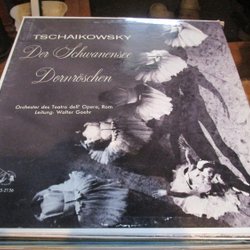 TSCHAIKOWSKY
Der Schwanensee
Dornröschen
Orchester des Teatro dell' Opera, Rom
Leitung: Walter Goehr